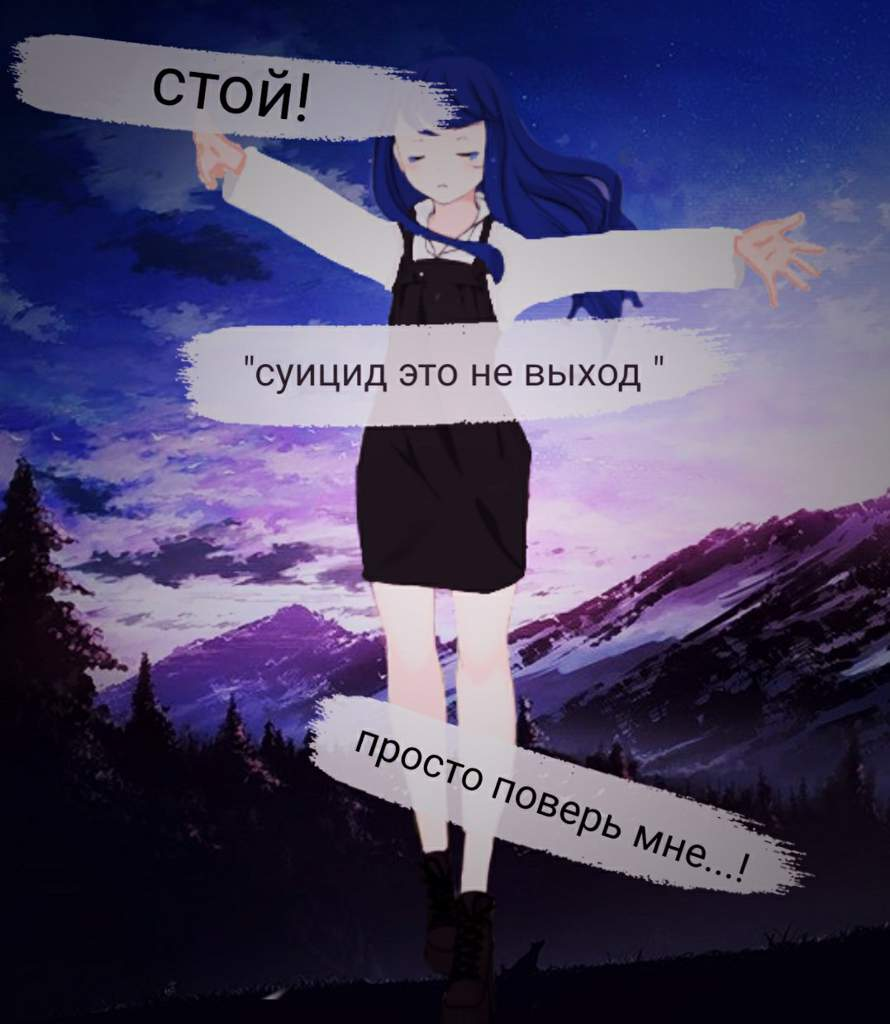 стой!
"суицид это не выход "
просто поверь мне...!